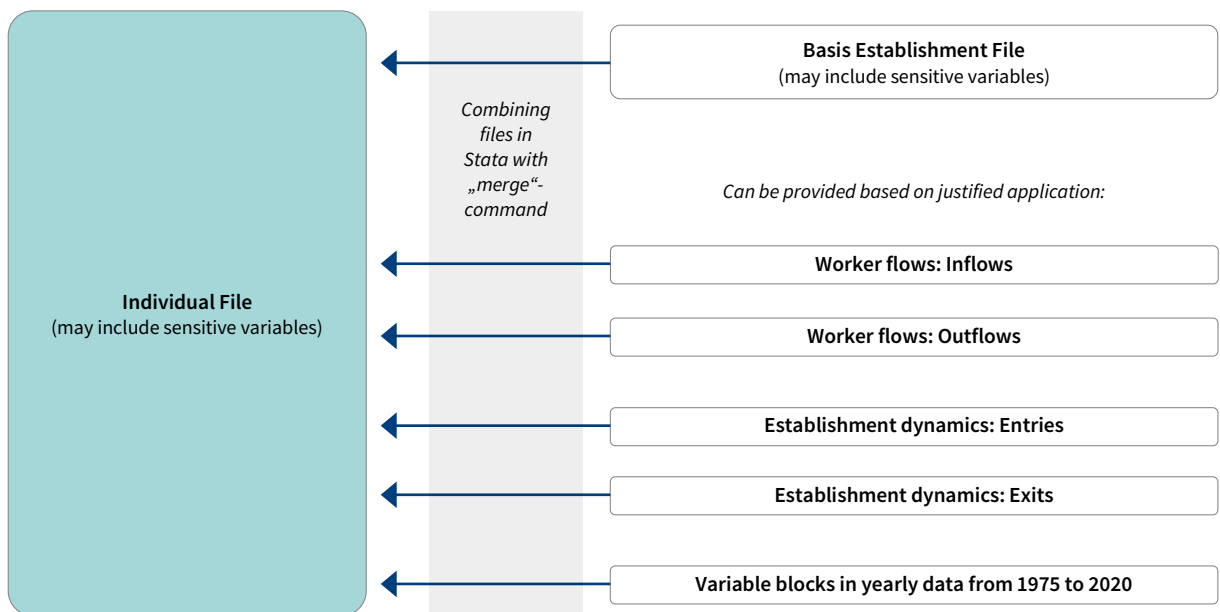 Individual File
(may include sensitive variables)
Combining
files in
Stata with
„merge“-
command
Basis Establishment File
(may include sensitive variables)
Can be provided based on justified application:
Worker flows: Inflows
Worker flows: Outflows
Establishment dynamics: Entries
Establishment dynamics: Exits
Variable blocks in yearly data from 1975 to 2020